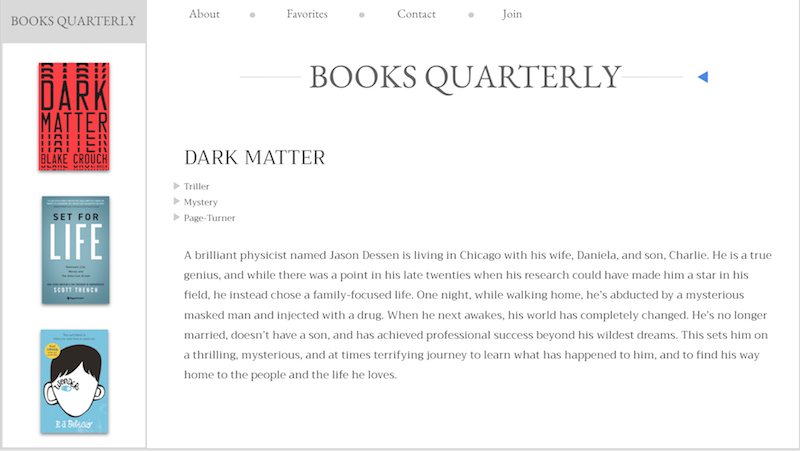 BOOKS QUARTERLY
About
Favorites
Contact
Join
BOOKS QUARTERLY
DARK
MATTER
BLAKE CROUCH
SET FOR
LIFE
SCOTT TRENCH
wonder
R.J. Palacio
DARK MATTER
Triller
Mystery
Page-Turner
A brilliant physicist named Jason Dessen is living in Chicago with his wife, Daniela, and son, Charlie. He is a true
genius, and while there was a point in his late twenties when his research could have made him a star in his
field, he instead chose a family-focused life. One night, while walking home, he's abducted by a mysterious
masked man and injected with a drug. When he next awakes, his world has completely changed. He's no longer
married, doesn't have a son, and has achieved professional success beyond his wildest dreams. This sets him on
a thrilling, mysterious, and at times terrifying journey to learn what has happened to him, and to find his way
home to the people and the life he loves.